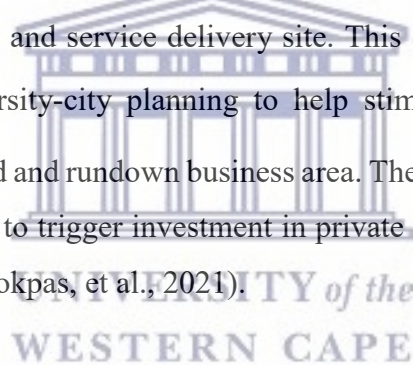 and service delivery site. This
rsity-city planning to help stim
d and rundown business area. The
to trigger investment in private
okpas, et al., 2021).
UNIVERSITY of the
WESTERN CAPE